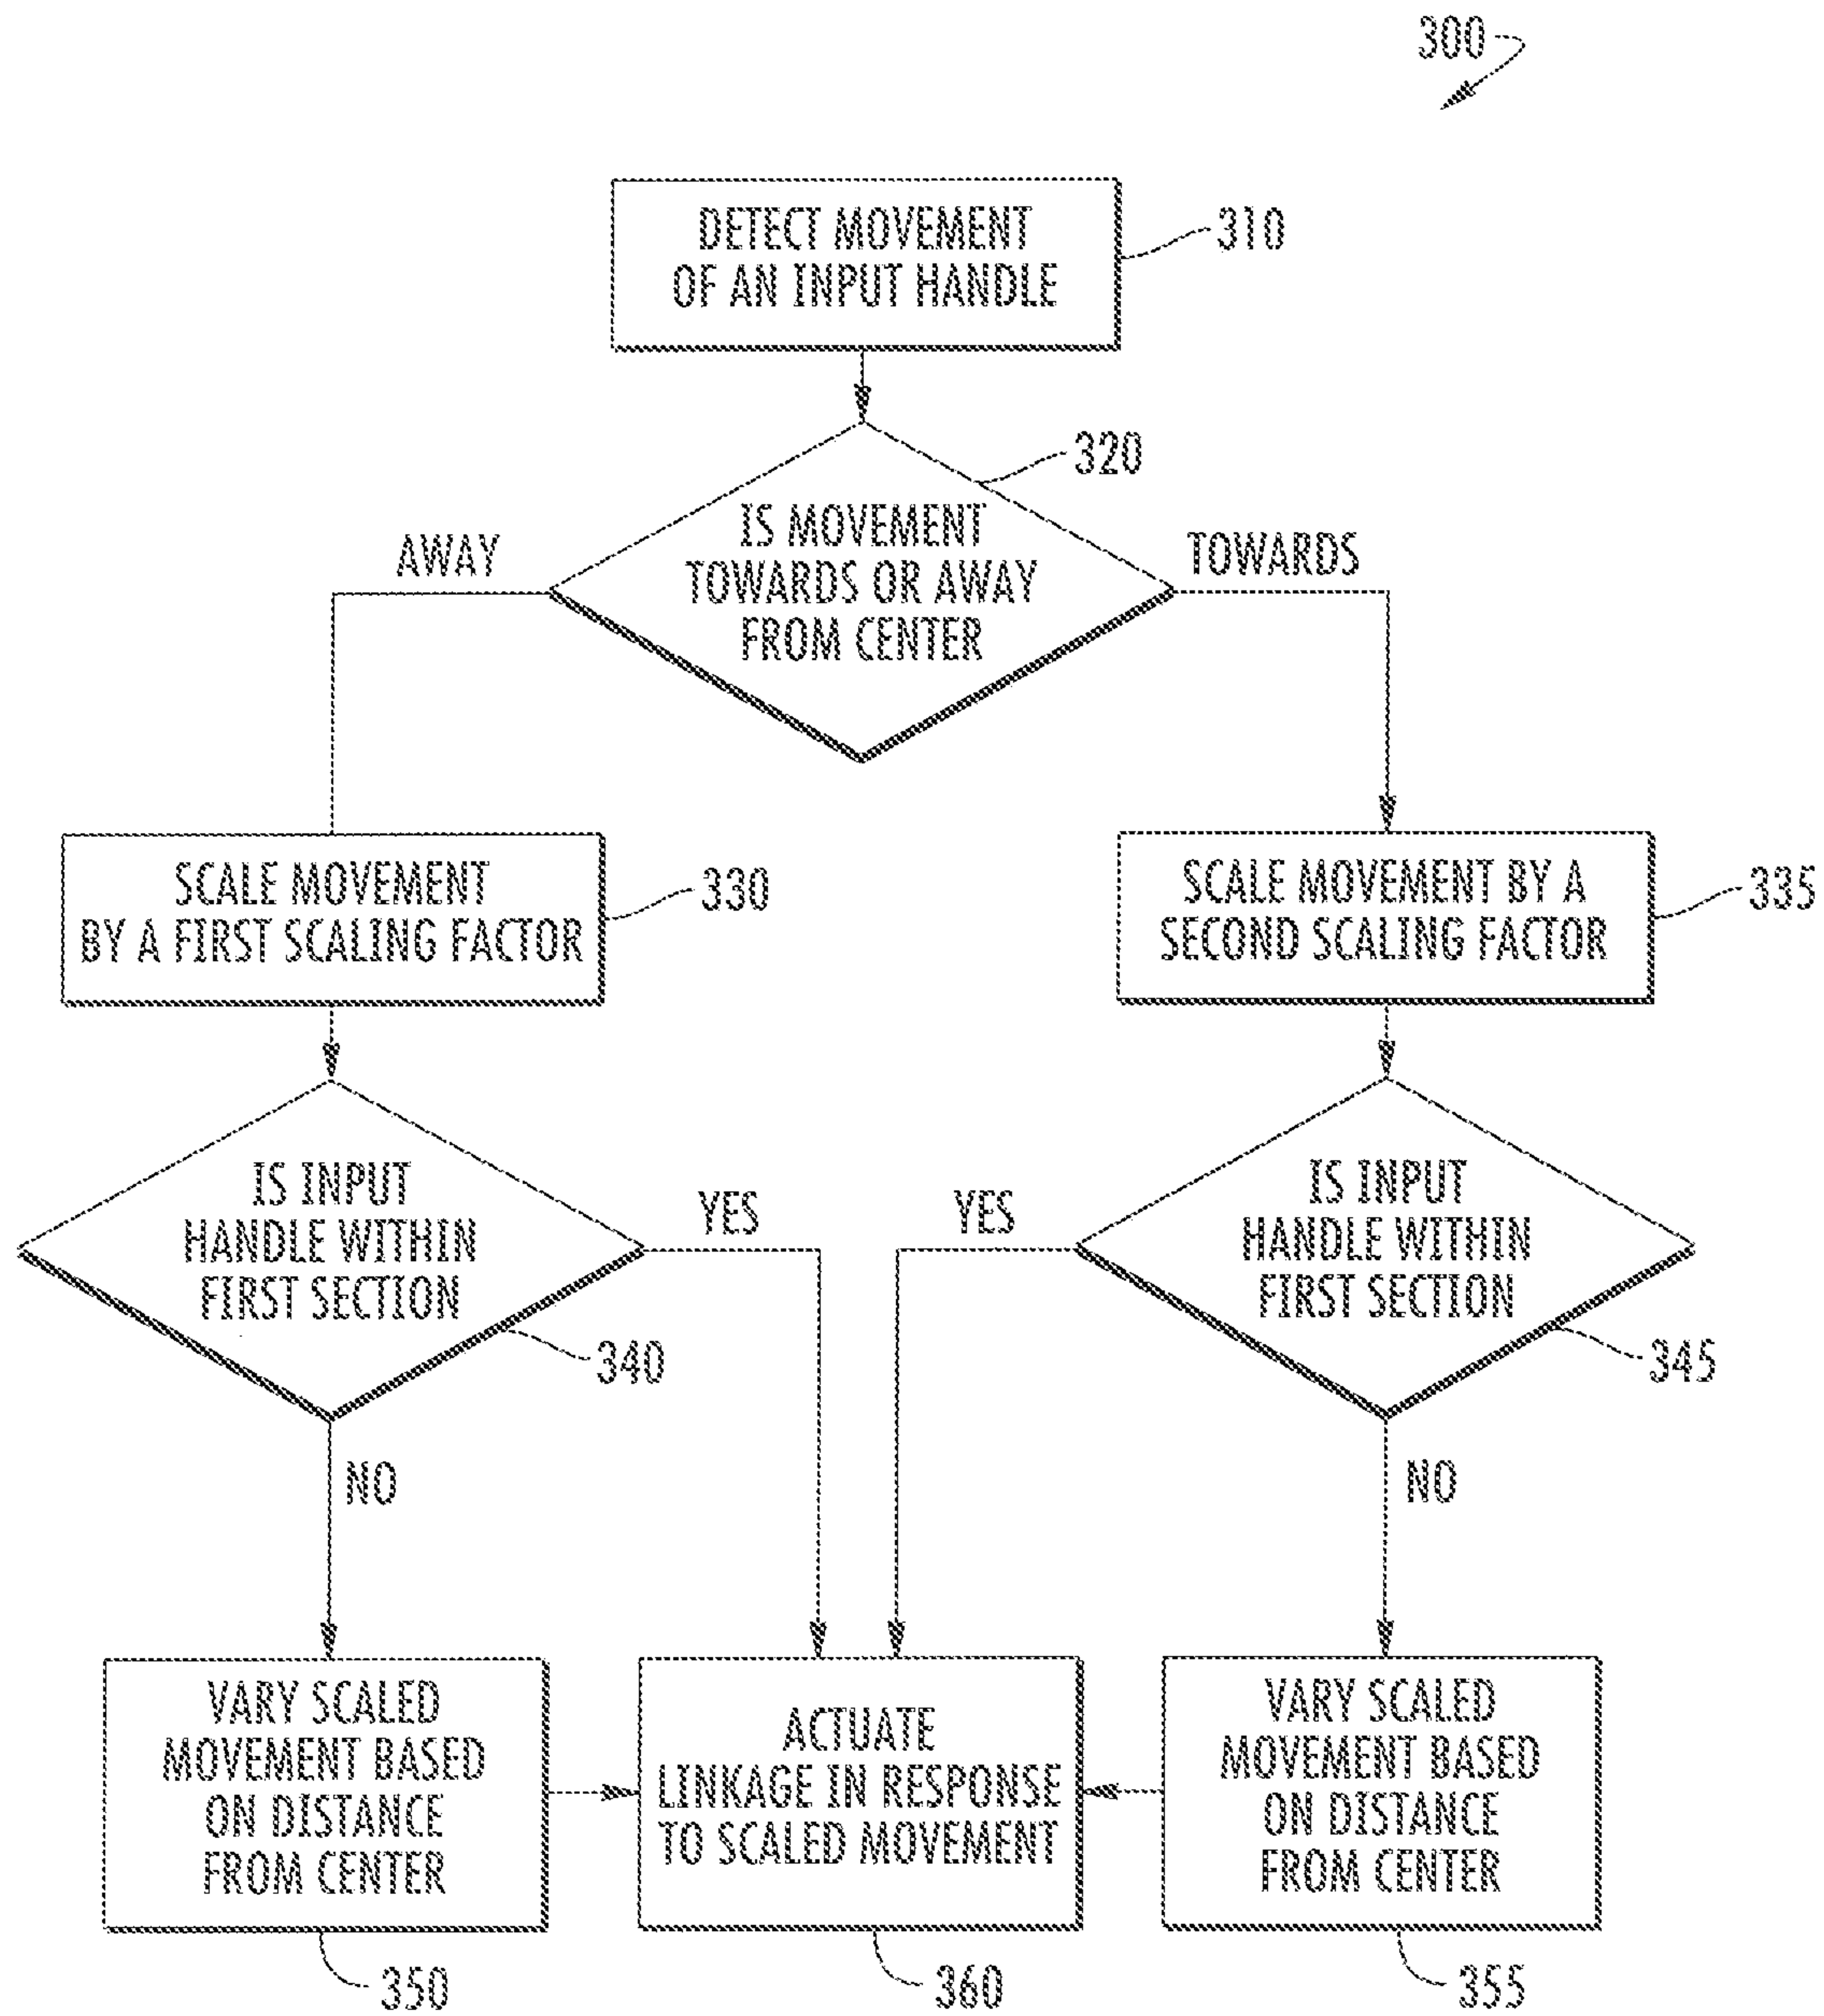 300
DETECT MOVEMENT
OF AN INPUT HANDLE
310
320
IS MOVEMENT
TOWARDS OR AWAY
FROM CENTER
AWAY
TOWARDS
SCALE MOVEMENT
BY A FIRST SCALING FACTOR
330
SCALE MOVEMENT BY A
SECOND SCALING FACTOR
335
IS INPUT
HANDLE WITHIN
FIRST SECTION
340
YES
YES
IS INPUT
HANDLE WITHIN
FIRST SECTION
345
NO
NO
VARY SCALED
MOVEMENT BASED
ON DISTANCE
FROM CENTER
350
ACTUATE
LINKAGE IN RESPONSE
TO SCALED MOVEMENT
360
VARY SCALED
MOVEMENT BASED
ON DISTANCE
FROM CENTER
355